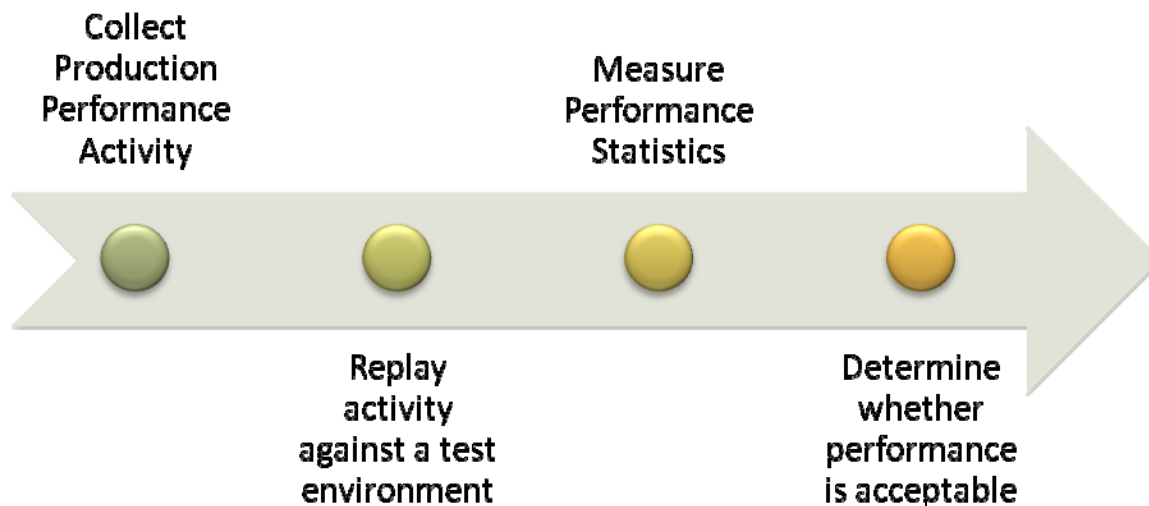 Collect
Production
Performance
Activity
Replay
activity
against a test
environment
Measure
Performance
Statistics
Determine
whether
performance
is acceptable